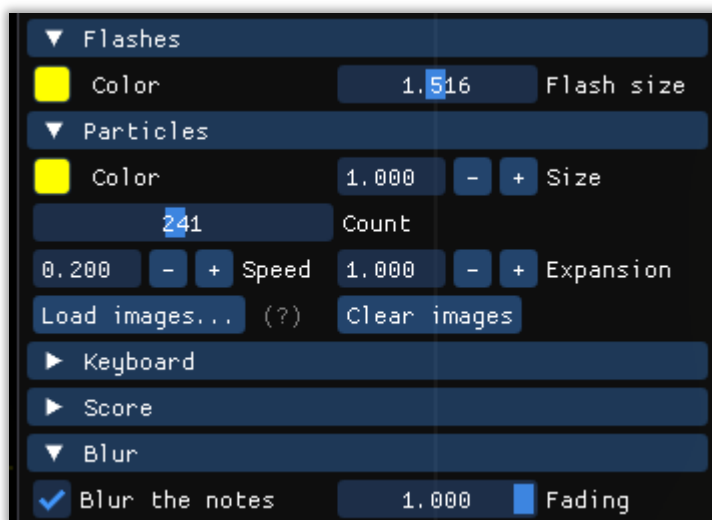 Flashes
Color 1.516 Flash size
Particles
Color 1.000 - + Size
241 Count
0.200 - + Speed 1.000 - + Expansion
Load images... (?) Clear images
Keyboard
Score
Blur
Blur the notes 1.000 Fading